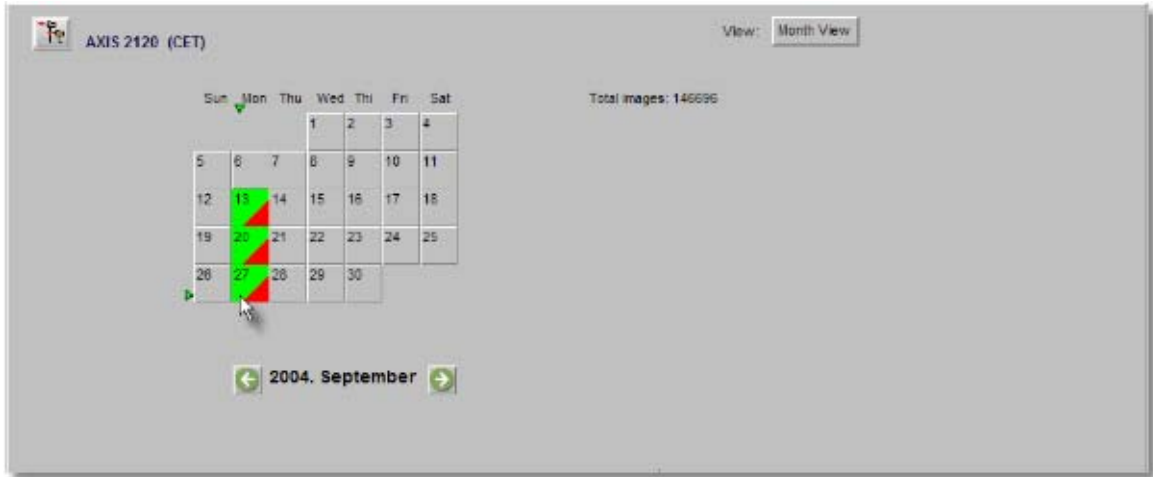 AXIS 2120 (CET)
View: Month View
Sun Mon Thu Wed Thi Fri Sat
Total images: 146696
1 2 3 4
5 6 7 8 9 10 11
12 13 14 15 16 17 18
19 20 21 22 23 24 25
26 27 28 29 30
2004. September